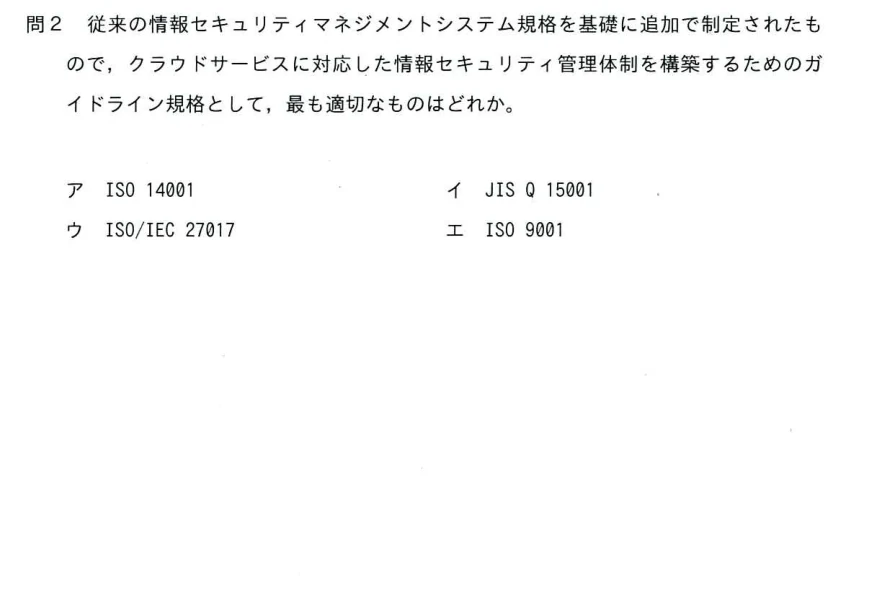 問２　従来の情報セキュリティマネジメントシステム規格を基礎に追加で制定されたも
ので，クラウドサービスに対応した情報セキュリティ管理体制を構築するためのガ
イドライン規格として，最も適切なものはどれか。
ア　ISO 14001　イ　JIS Q 15001
ウ　ISO/IEC 27017　エ　ISO 9001